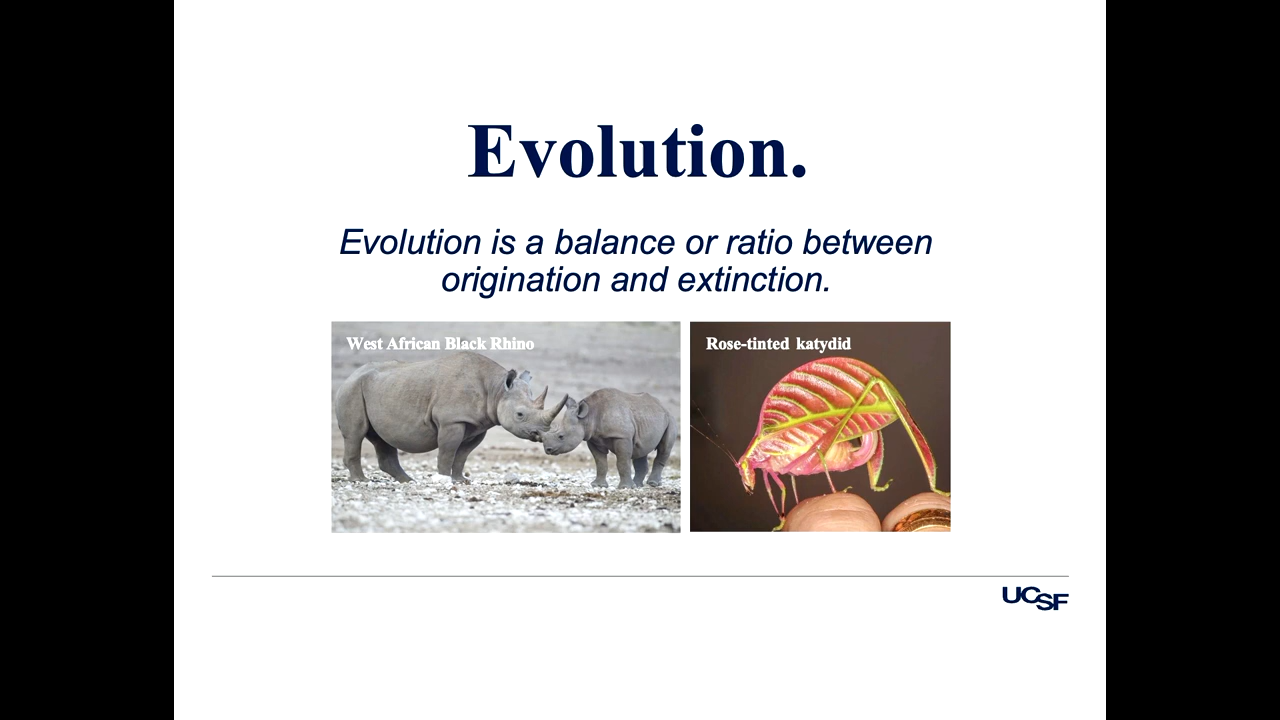 Evolution.
Evolution is a balance or ratio between
origination and extinction.
West African Black Rhino
Rose-tinted katydid
UCSF